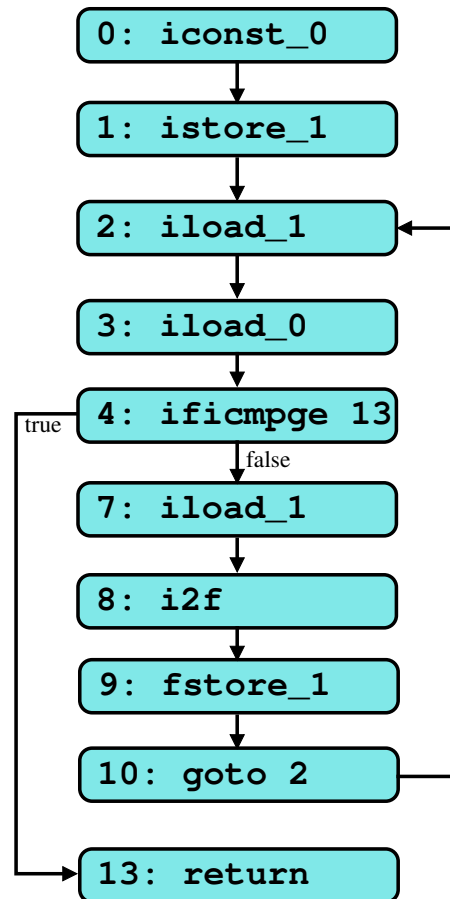 0: iconst_0
1: istore_1
2: iload_1
3: iload_0
4: ificmpge 13
true
false
7: iload_1
8: i2f
9: fstore_1
10: goto 2
13: return